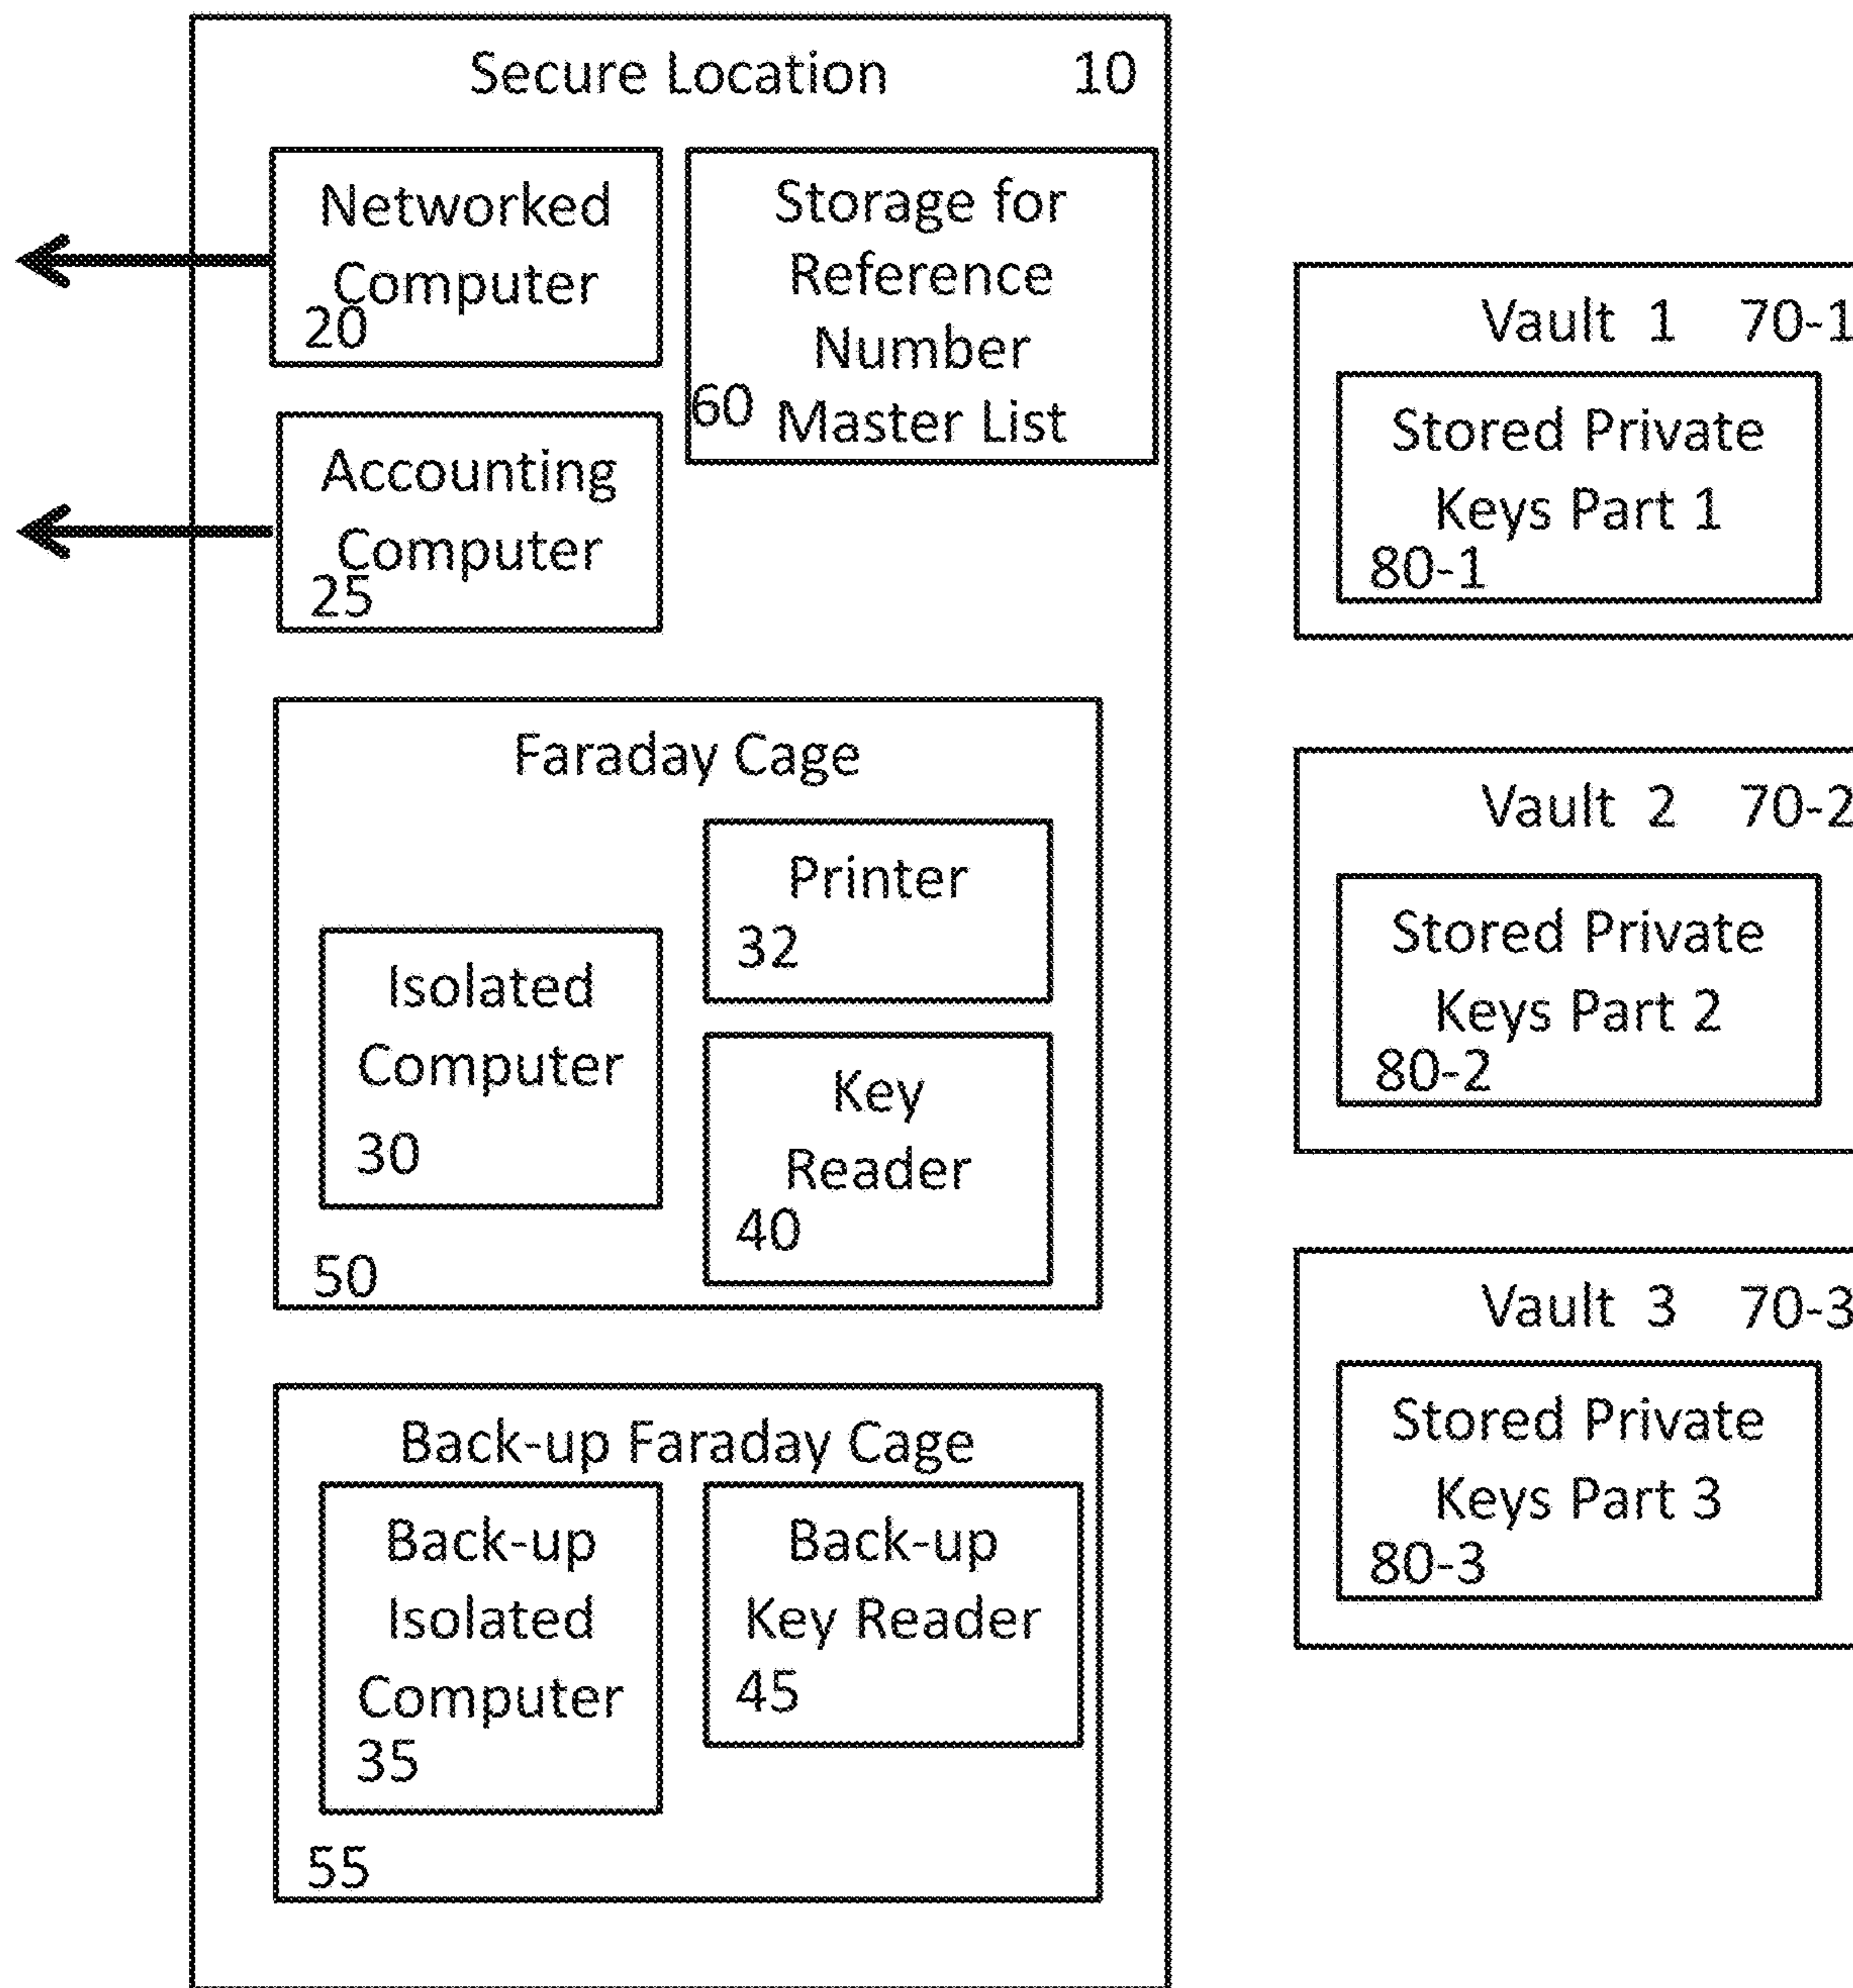 Secure Location 10
Networked
Computer
20
Storage for
Reference
Number
Master List
60
Accounting
Computer
25
Faraday Cage
Printer
32
Isolated
Computer
30
Key
Reader
40
50
Back-up Faraday Cage
Back-up
Isolated
Computer
35
Back-up
Key Reader
45
55
Vault 1 70-1
Stored Private
Keys Part 1
80-1
Vault 2 70-2
Stored Private
Keys Part 2
80-2
Vault 3 70-3
Stored Private
Keys Part 3
80-3